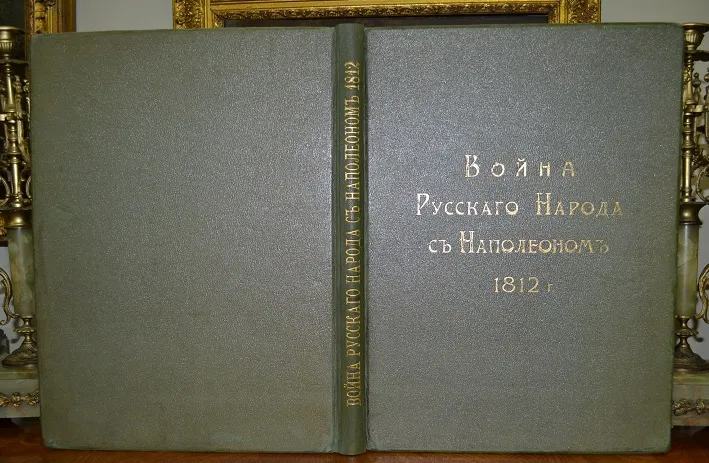 ВОЙНА РУССКАГО НАРОДА СЪ НАПОЛЕОНОМЪ 1812
Война
Русскаго Народа
съ Наполеономъ
1812 г